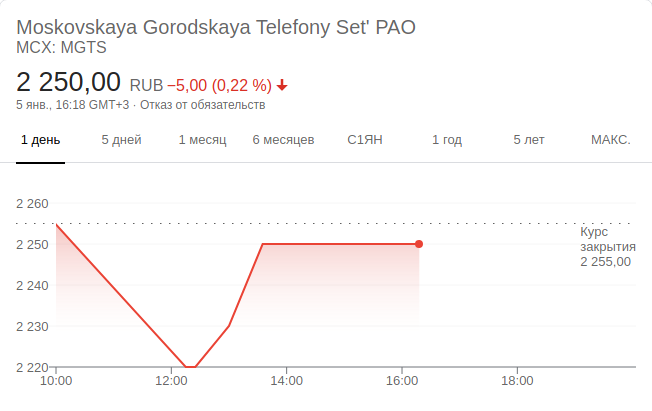 Moskovskaya Gorodskaya Telefony Set' PAO
MCX: MGTS
2 250,00 RUB −5,00 (0,22 %)
5 янв., 16:18 GMT+3 · Отказ от обязательств
1 день 5 дней 1 месяц 6 месяцев С1ЯН 1 год 5 лет МАКС.
2 260
Курс
закрытия
2 255,00
2 250
2 240
2 230
2 220
10:00 12:00 14:00 16:00 18:00